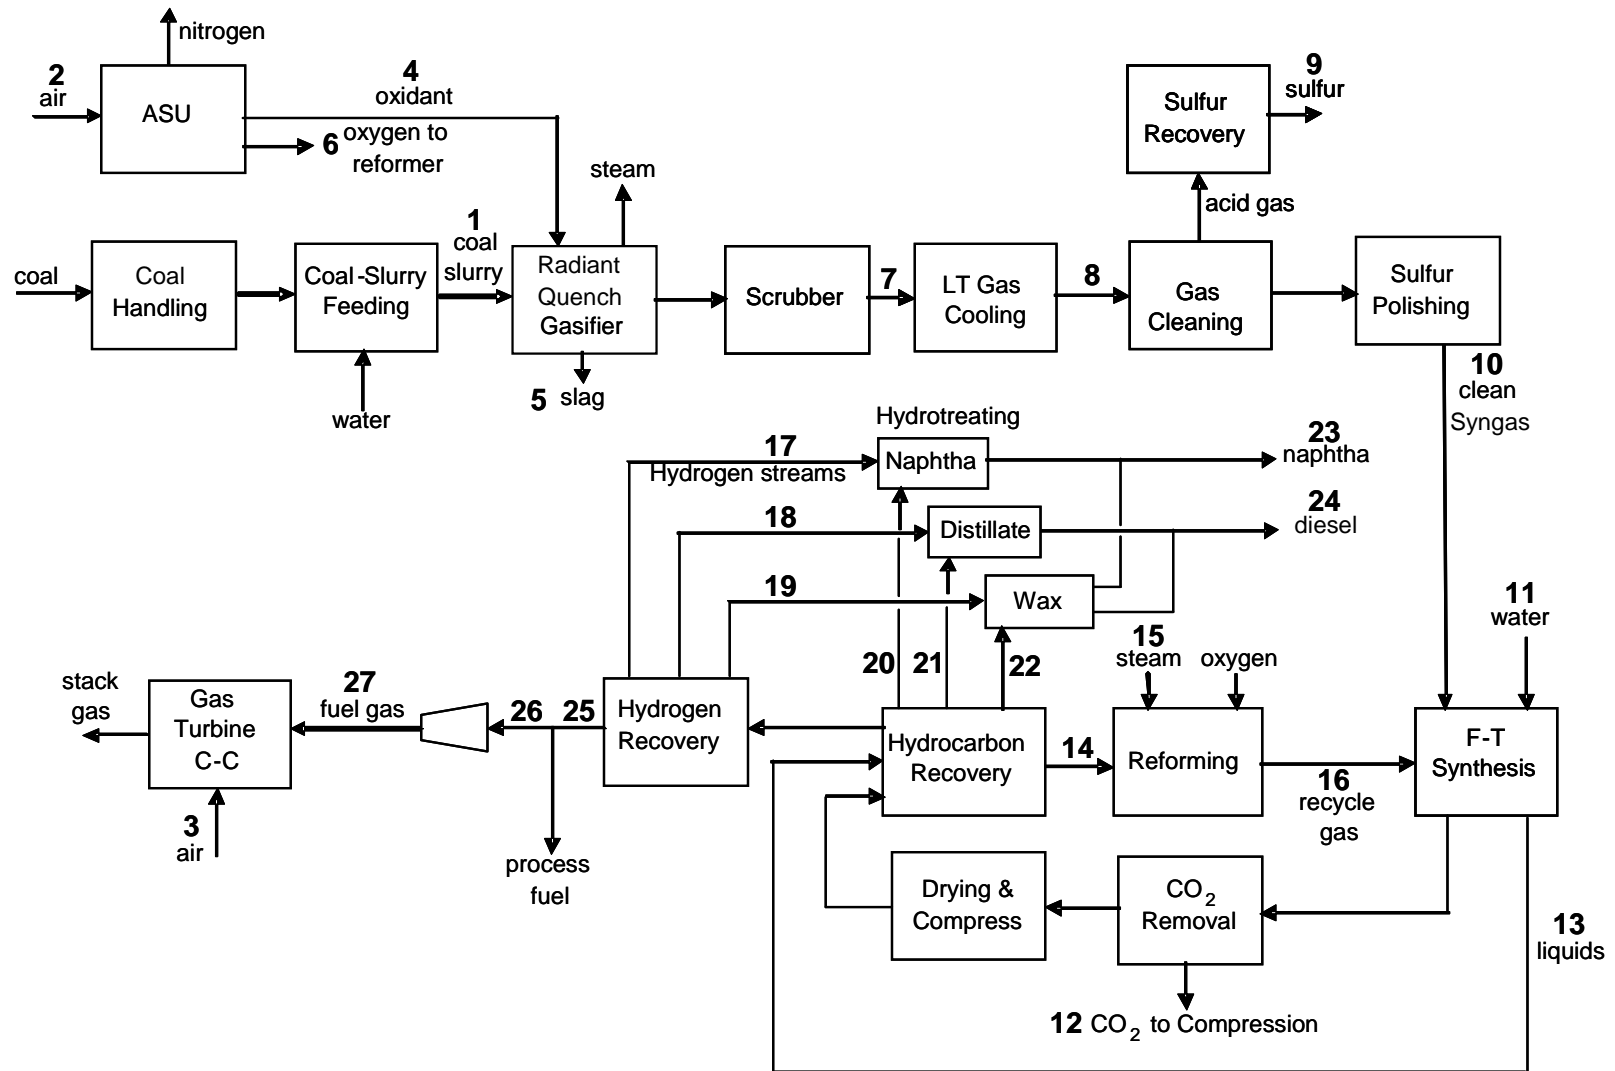 nitrogen
2
air
ASU
4
oxidant
6
oxygen to
reformer
9
sulfur
Sulfur
Recovery
acid gas
steam
coal
Coal
Handling
Coal-Slurry
Feeding
water
1
coal
slurry
Radiant
Quench
Gasifier
5 slag
Scrubber
7
LT Gas
Cooling
8
Gas
Cleaning
Sulfur
Polishing
10
clean
Syngas
Hydrotreating
17
Hydrogen streams
Naphtha
23
naphtha
18
Distillate
24
diesel
19
Wax
11
water
20
21
22
15
steam
oxygen
stack
gas
Gas
Turbine
C-C
3
air
27
fuel gas
26
25
process
fuel
Hydrogen
Recovery
Hydrocarbon
Recovery
14
Reforming
16
recycle
gas
F-T
Synthesis
Drying &
Compress
CO2
Removal
13
liquids
12 CO2 to Compression